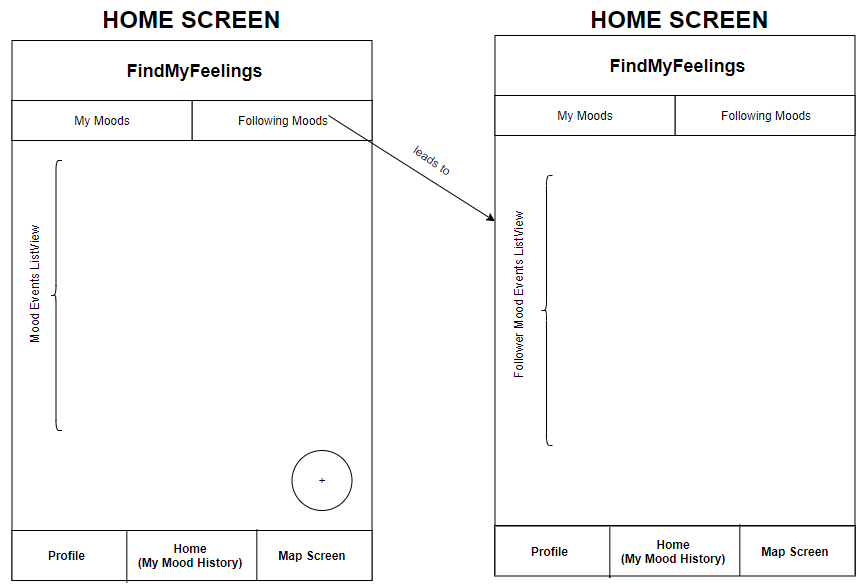 HOME SCREEN
FindMyFeelings
My Moods
Following Moods
leads to
Mood Events ListView
+
Profile
Home
(My Mood History)
Map Screen
HOME SCREEN
FindMyFeelings
My Moods
Following Moods
Follower Mood Events ListView
Profile
Home
(My Mood History)
Map Screen